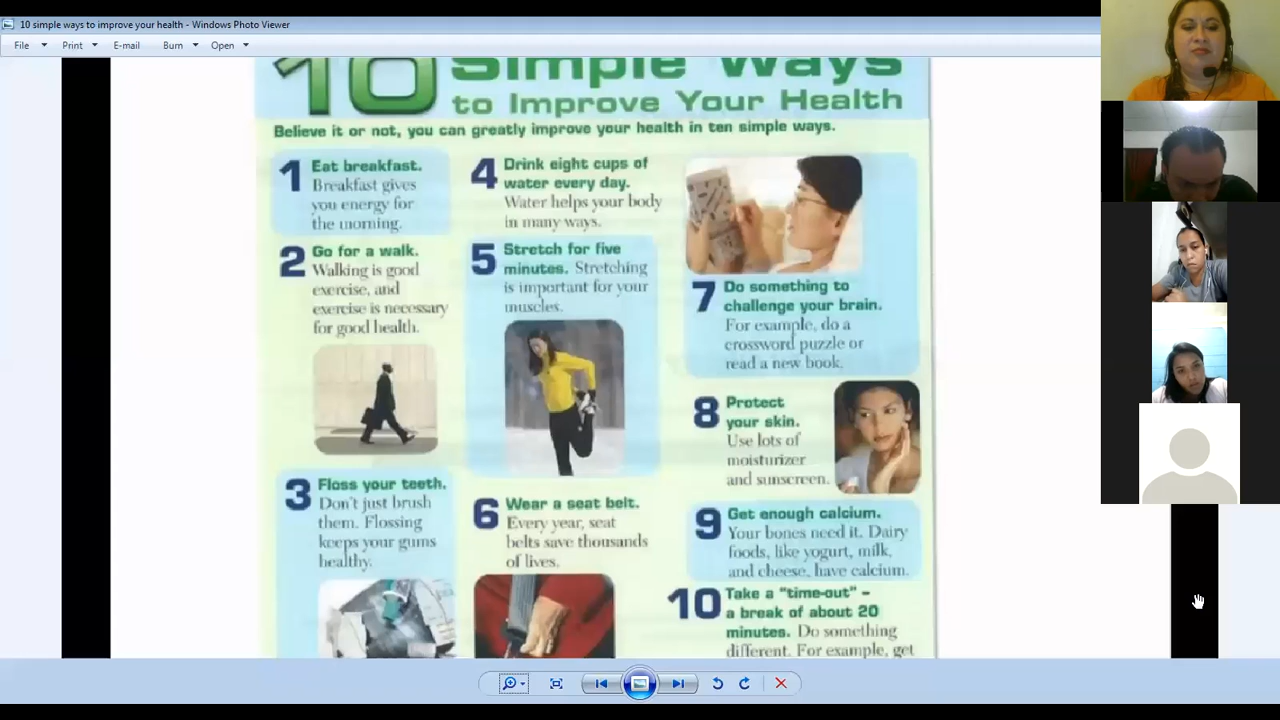 10 simple ways to improve your health - Windows Photo Viewer
File Print E-mail Burn Open
10 Simple Ways
to Improve Your Health
Believe it or not, you can greatly improve your health in ten simple ways.
1 Eat breakfast.
Breakfast gives
you energy for
the morning.
2 Go for a walk.
Walking is good
exercise, and
exercise is necessary
for good health.
3 Floss your teeth.
Don't just brush
them. Flossing
keeps your gums
healthy.
4 Drink eight cups of
water every day.
Water helps your body
in many ways.
5 Stretch for five
minutes. Stretching
is important for your
muscles.
6 Wear a seat belt.
Every year, seat
belts save thousands
of lives.
7 Do something to
challenge your brain.
For example, do a
crossword puzzle or
read a new book.
8 Protect
your skin.
Use lots of
moisturizer
and sunscreen.
9 Get enough calcium.
Your bones need it. Dairy
foods, like yogurt, milk,
and cheese, have calcium.
10 Take a "time-out" –
a break of about 20
minutes. Do something
different. For example, get